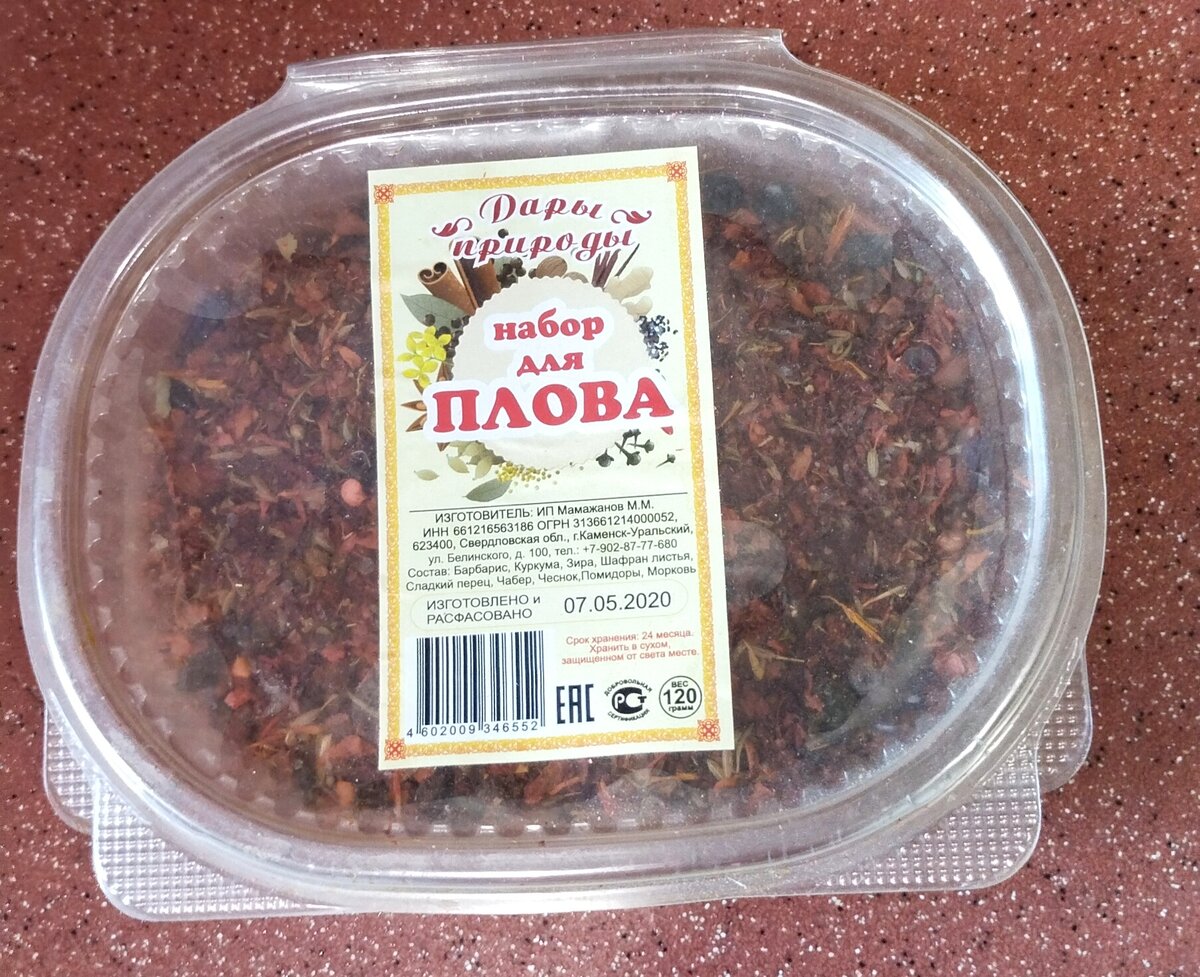 Дары
природы
набор
для
ПЛОВА
ИЗГОТОВИТЕЛЬ: ИП Мамажанов М.М.
ИНН 661216563186 ОГРН 313661214000052,
623400, Свердловская обл., г.Каменск-Уральский,
ул. Белинского, д. 100, тел.: +7-902-87-77-680
Состав: Барбарис, Куркума, Зира, Шафран листья,
Сладкий перец, Чабер, Чеснок,Помидоры, Морковь
ИЗГОТОВЛЕНО и
РАСФАСОВАНО
07.05.2020
Срок хранения: 24 месяца.
Хранить в сухом,
защищенном от света месте.
4 602009 346552
ЕАС
ДОБРОВОЛЬНАЯ
РСТ
СЕРТИФИКАЦИЯ
ВЕС
120
грамм